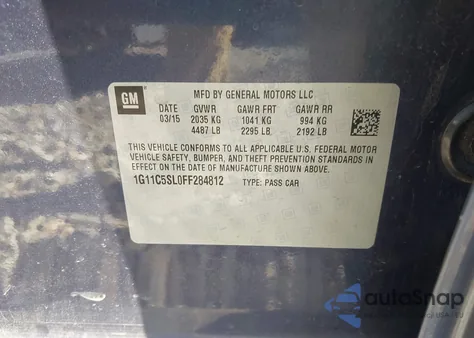 GM
MFD BY GENERAL MOTORS LLC
DATE GVWR GAWR FRT GAWR RR
03/15 2035 KG 1041 KG 994 KG
4487 LB 2295 LB 2192 LB
THIS VEHICLE CONFORMS TO ALL APPLICABLE U.S. FEDERAL MOTOR
VEHICLE SAFETY, BUMPER, AND THEFT PREVENTION STANDARDS IN
EFFECT ON THE DATE OF MANUFACTURE SHOWN ABOVE.
1G11C5SL0FF284812 TYPE: PASS CAR
autoSnap